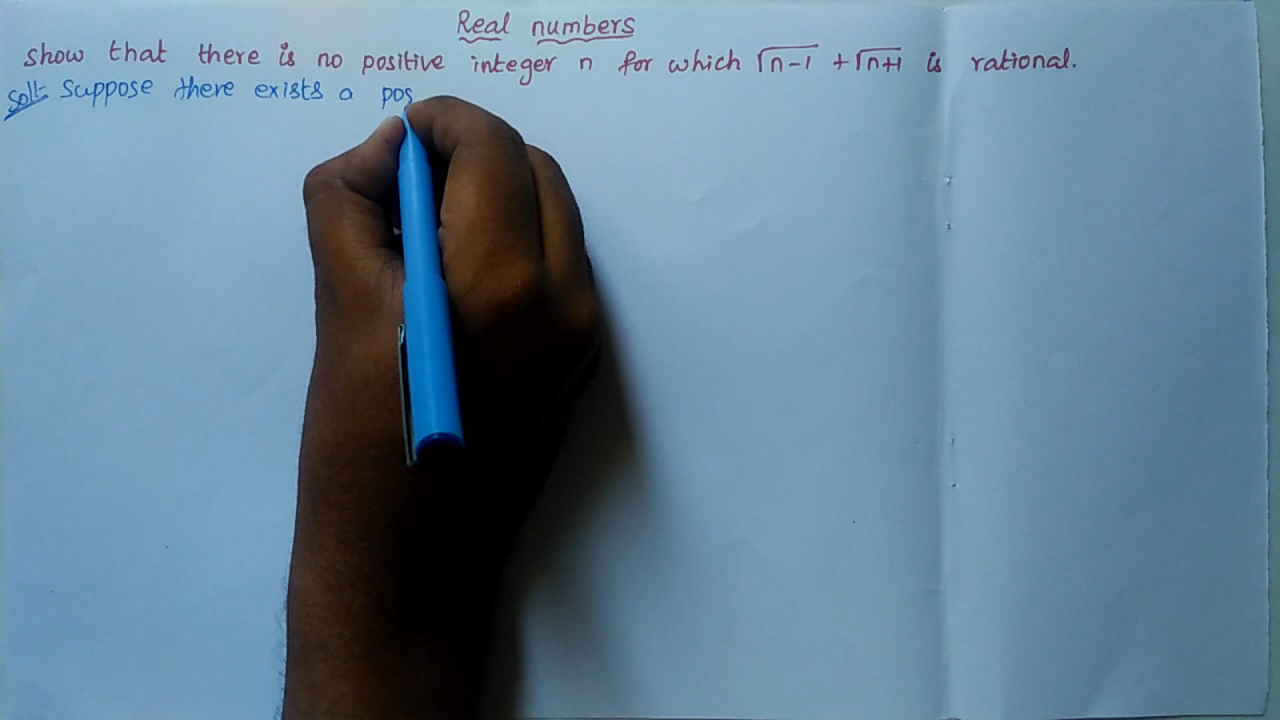 Real numbers
show that there is no positive integer n for which √n-1 + √n+1 is rational.
Sol:- Suppose there exists a pos